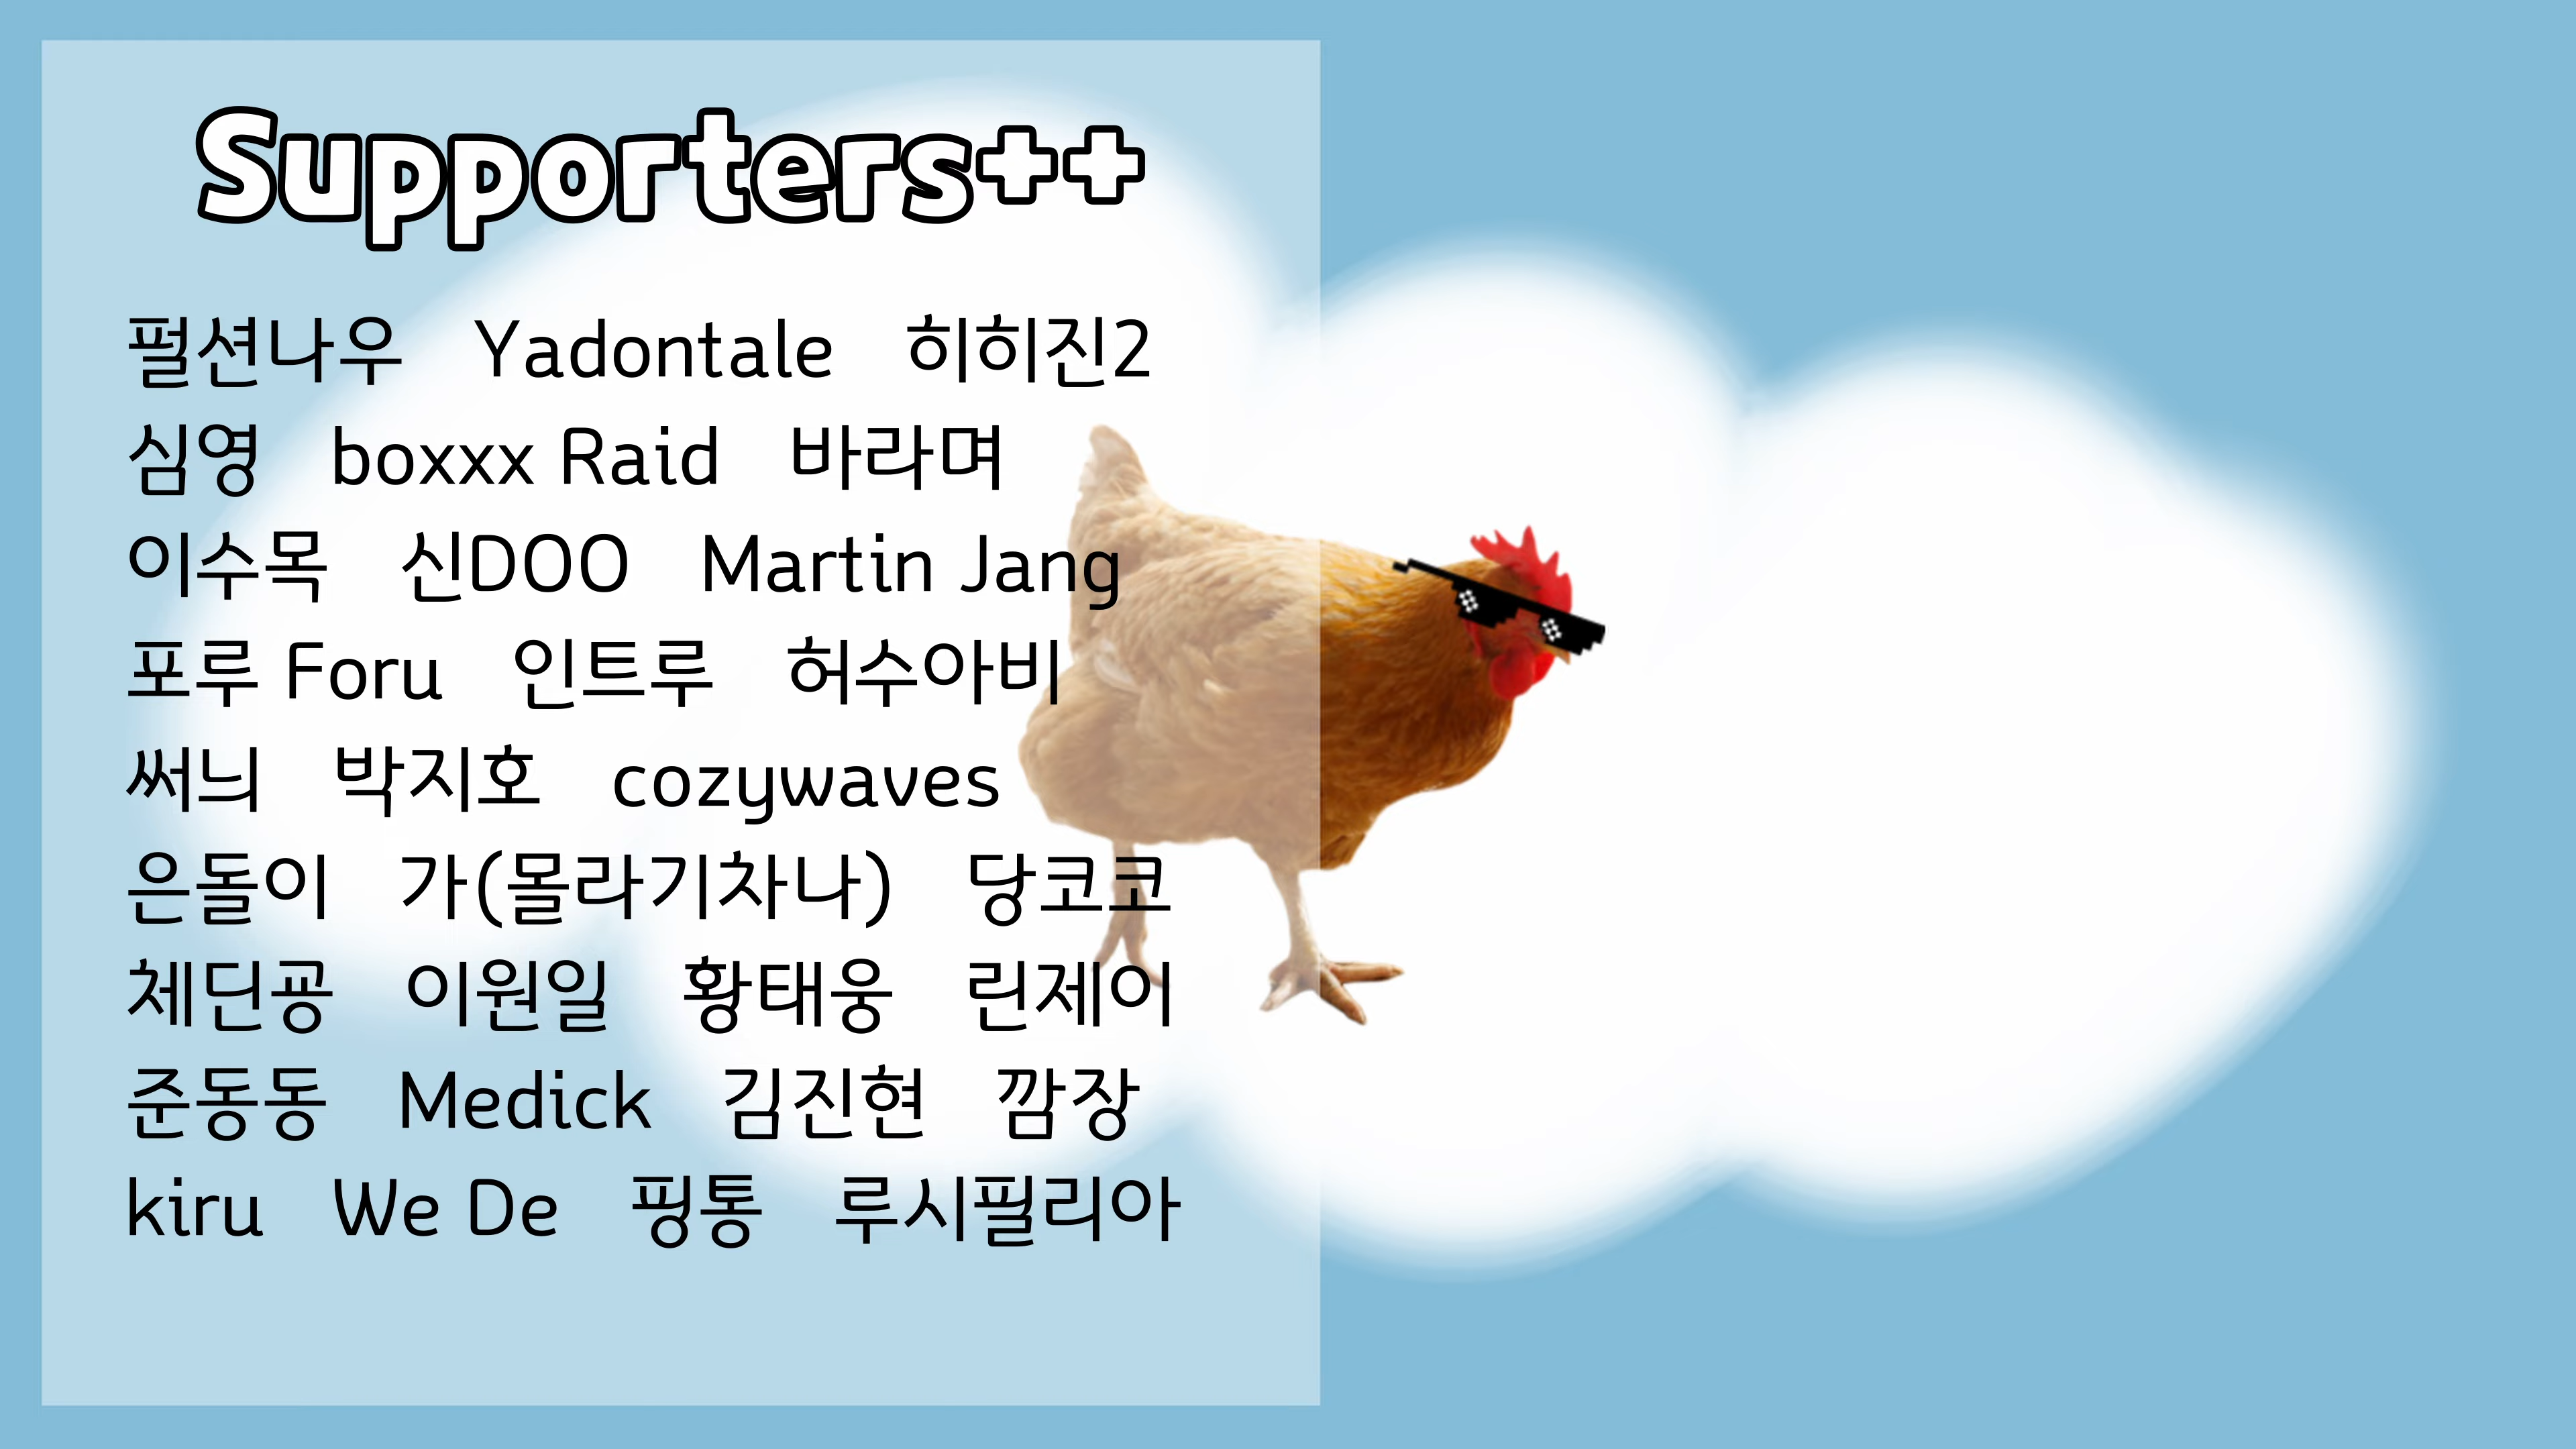 Supporters++
펄션나우 Yadontale 히히진2
심영 boxxx Raid 바라며
이수목 신DOO Martin Jang
포루 Foru 인트루 허수아비
써늬 박지호 cozywaves
은돌이 가(몰라기차나) 당코코
체딘굥 이원일 황태웅 린제이
준동동 Medick 김진현 깜장
kiru We De 핑통 루시필리아